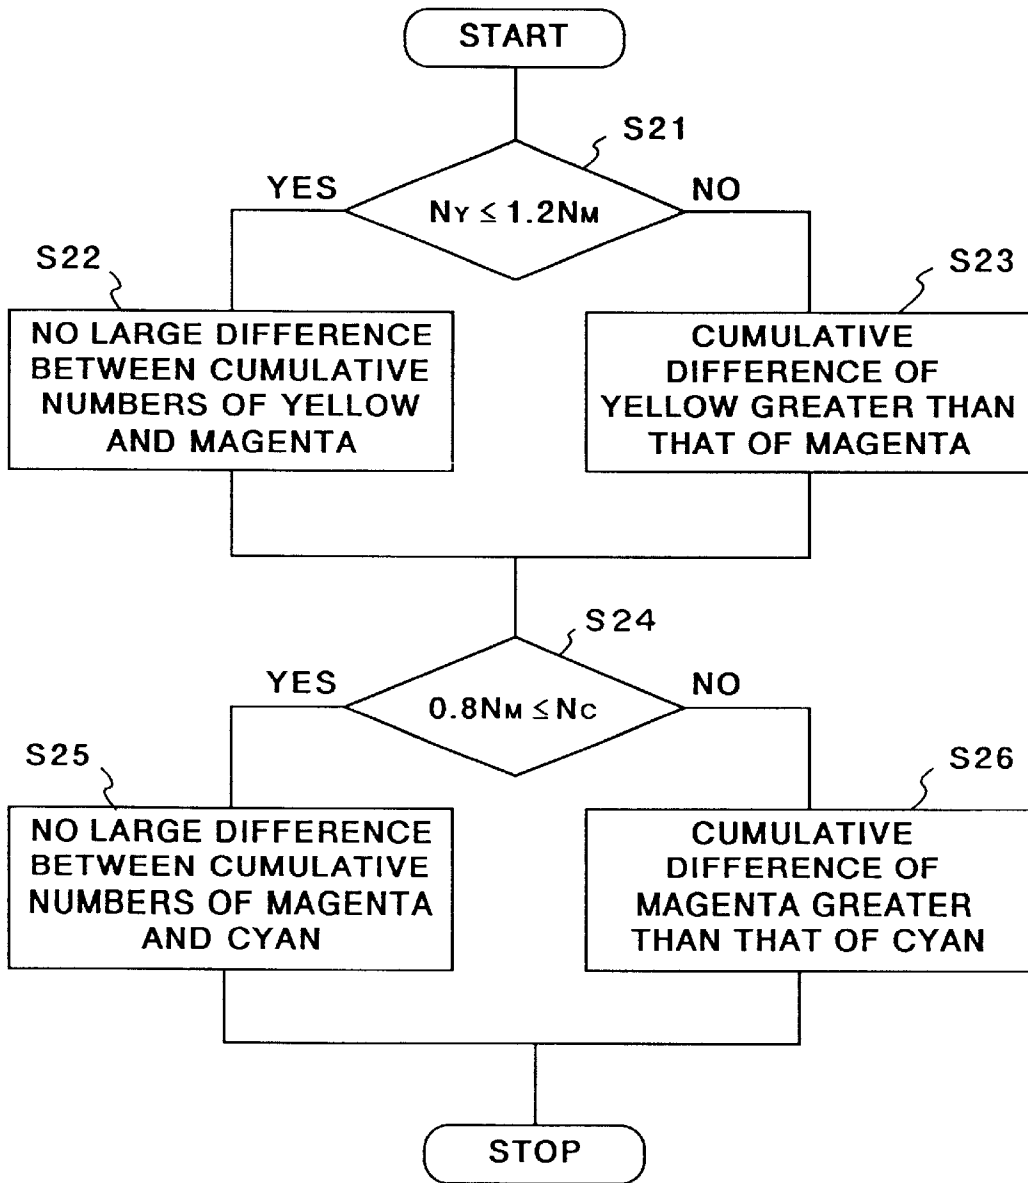 START
S21
YES
NO
NY ≤ 1.2NM
S22
S23
NO LARGE DIFFERENCE
BETWEEN CUMULATIVE
NUMBERS OF YELLOW
AND MAGENTA
CUMULATIVE
DIFFERENCE OF
YELLOW GREATER THAN
THAT OF MAGENTA
S24
YES
NO
0.8NM ≤ NC
S25
S26
NO LARGE DIFFERENCE
BETWEEN CUMULATIVE
NUMBERS OF MAGENTA
AND CYAN
CUMULATIVE
DIFFERENCE OF
MAGENTA GREATER
THAN THAT OF CYAN
STOP